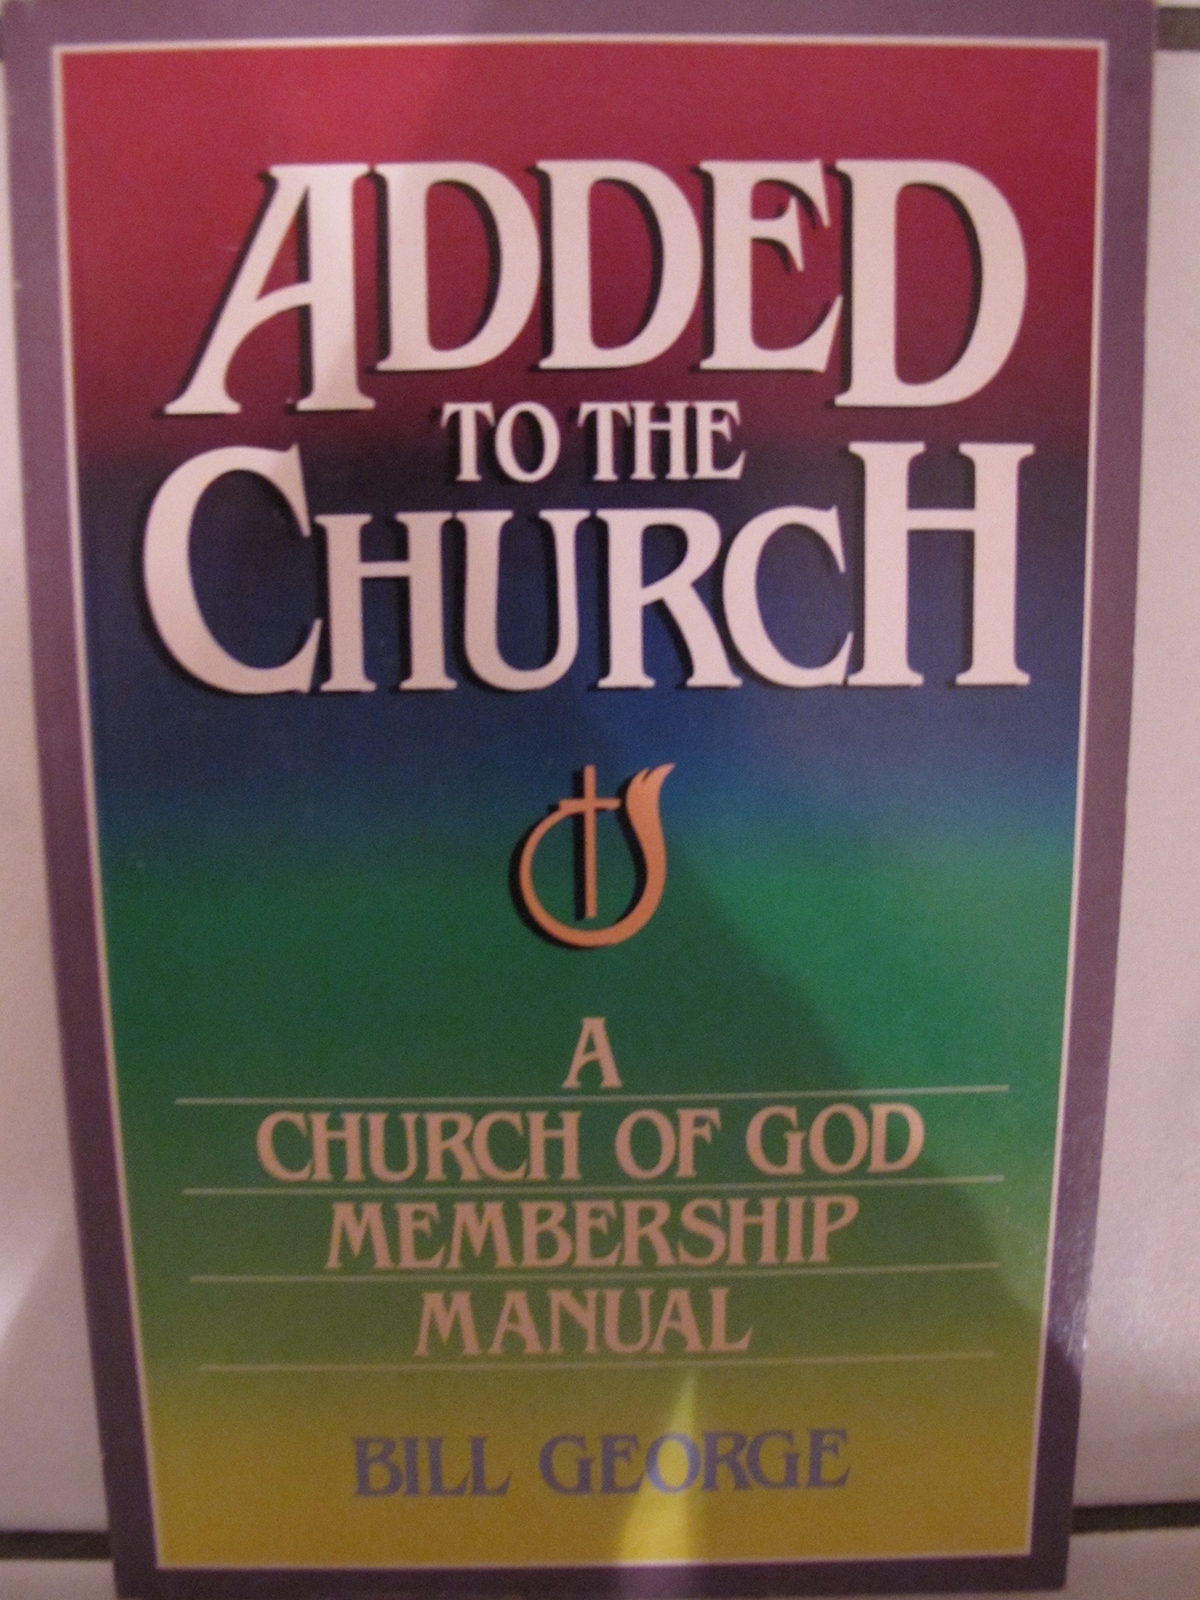 ADDED
TO THE
CHURCH
A
CHURCH OF GOD
MEMBERSHIP
MANUAL
BILL GEORGE